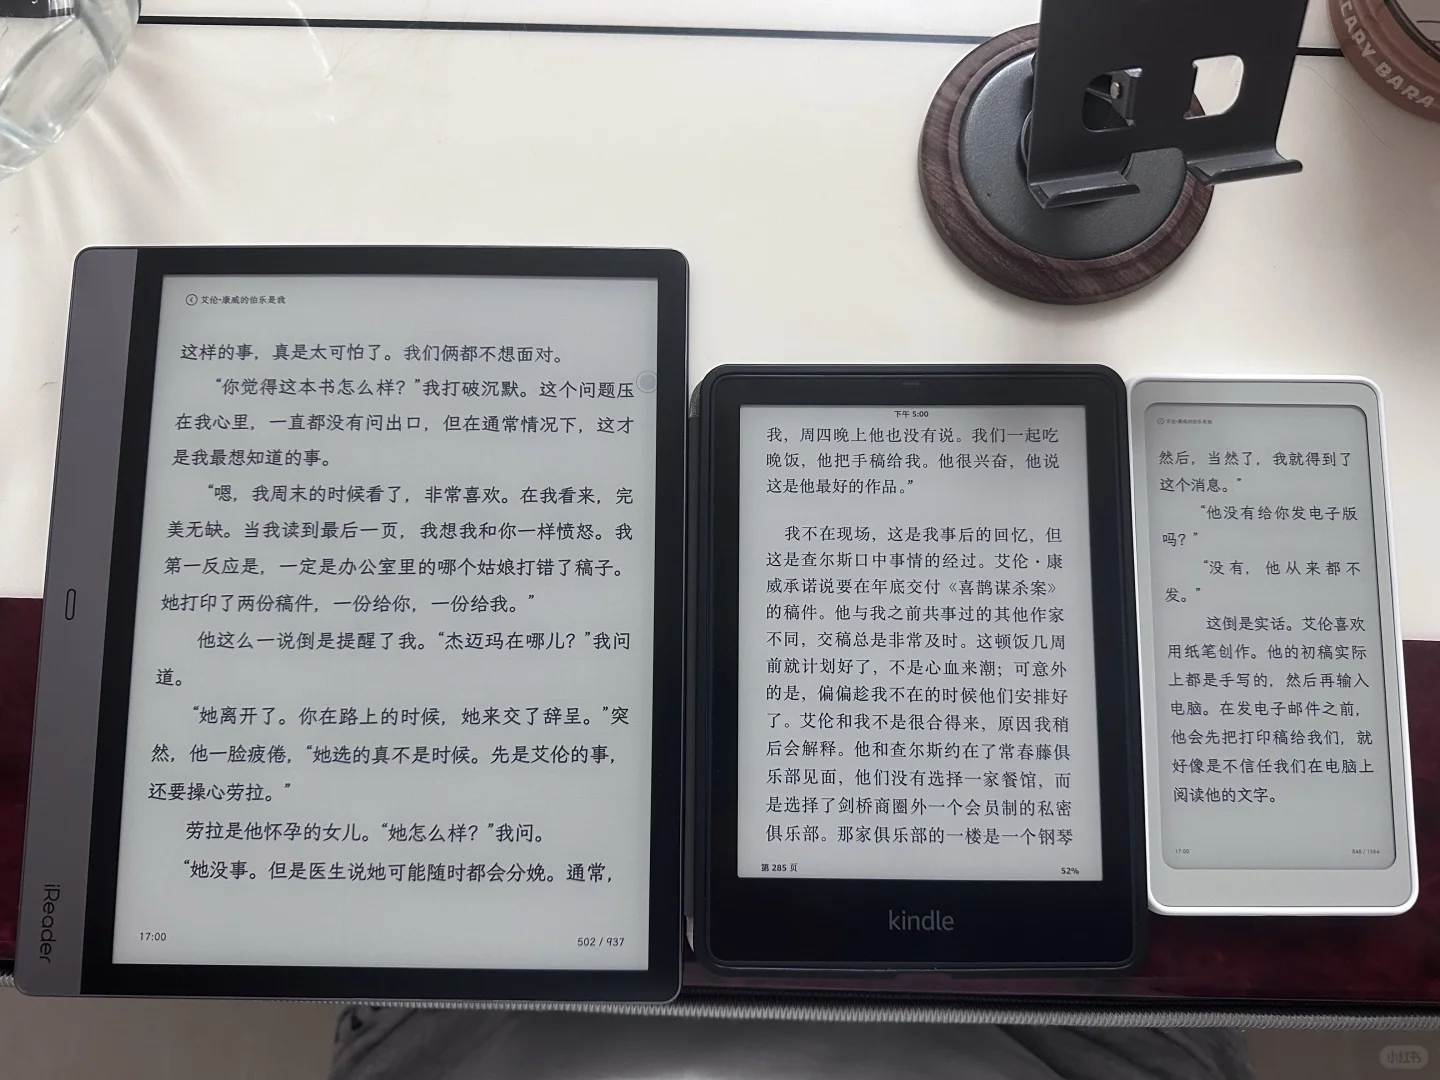 CARY BARA
艾伦·康威的伯乐是我
这样的事，真是太可怕了。我们俩都不想面对。
“你觉得这本书怎么样？”我打破沉默。这个问题压
在我心里，一直都没有问出口，但在通常情况下，这才
是我最想知道的事。
“嗯，我周末的时候看了，非常喜欢。在我看来，完
美无缺。当我读到最后一页，我想我和你一样愤怒。我
第一反应是，一定是办公室里的哪个姑娘打错了稿子。
她打印了两份稿件，一份给你，一份给我。”
他这么一说倒是提醒了我。“杰迈玛在哪儿？”我问
道。
“她离开了。你在路上的时候，她来交了辞呈。”突
然，他一脸疲倦，“她选的真不是时候。先是艾伦的事，
还要操心劳拉。”
劳拉是他怀孕的女儿。“她怎么样？”我问。
“她没事。但是医生说她可能随时都会分娩。通常，
17:00
502 / 937
iReader
下午 5:00
我，周四晚上他也没有说。我们一起吃
晚饭，他把手稿给我。他很兴奋，他说
这是他最好的作品。”
我不在现场，这是我事后的回忆，但
这是查尔斯口中事情的经过。艾伦·康
威承诺说要在年底交付《喜鹊谋杀案》
的稿件。他与我之前共事过的其他作家
不同，交稿总是非常及时。这顿饭几周
前就计划好了，不是心血来潮；可意外
的是，偏偏趁我不在的时候他们安排好
了。艾伦和我不是很合得来，原因我稍
后会解释。他和查尔斯约在了常春藤俱
乐部见面，他们没有选择一家餐馆，而
是选择了剑桥商圈外一个会员制的私密
俱乐部。那家俱乐部的一楼是一个钢琴
第 285 页
52%
kindle
艾伦·康威的伯乐是我
然后，当然了，我就得到了
这个消息。”
“他没有给你发电子版
吗？”
“没有，他从来都不
发。”
这倒是实话。艾伦喜欢
用纸笔创作。他的初稿实际
上都是手写的，然后再输入
电脑。在发电子邮件之前，
他会先把打印稿给我们，就
好像是不信任我们在电脑上
阅读他的文字。
17:00
小红书